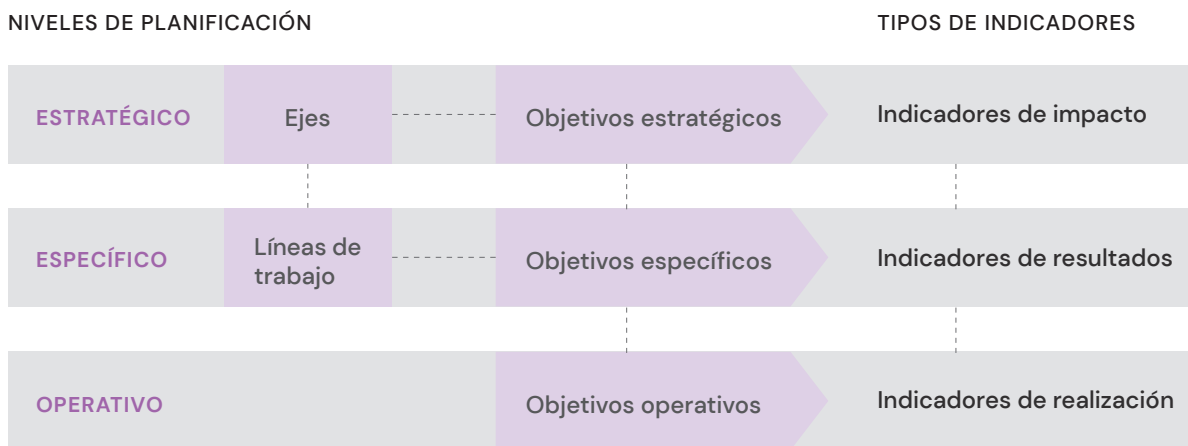 NIVELES DE PLANIFICACIÓN
TIPOS DE INDICADORES
ESTRATÉGICO
Ejes
Objetivos estratégicos
Indicadores de impacto
ESPECÍFICO
Líneas de
trabajo
Objetivos específicos
Indicadores de resultados
OPERATIVO
Objetivos operativos
Indicadores de realización